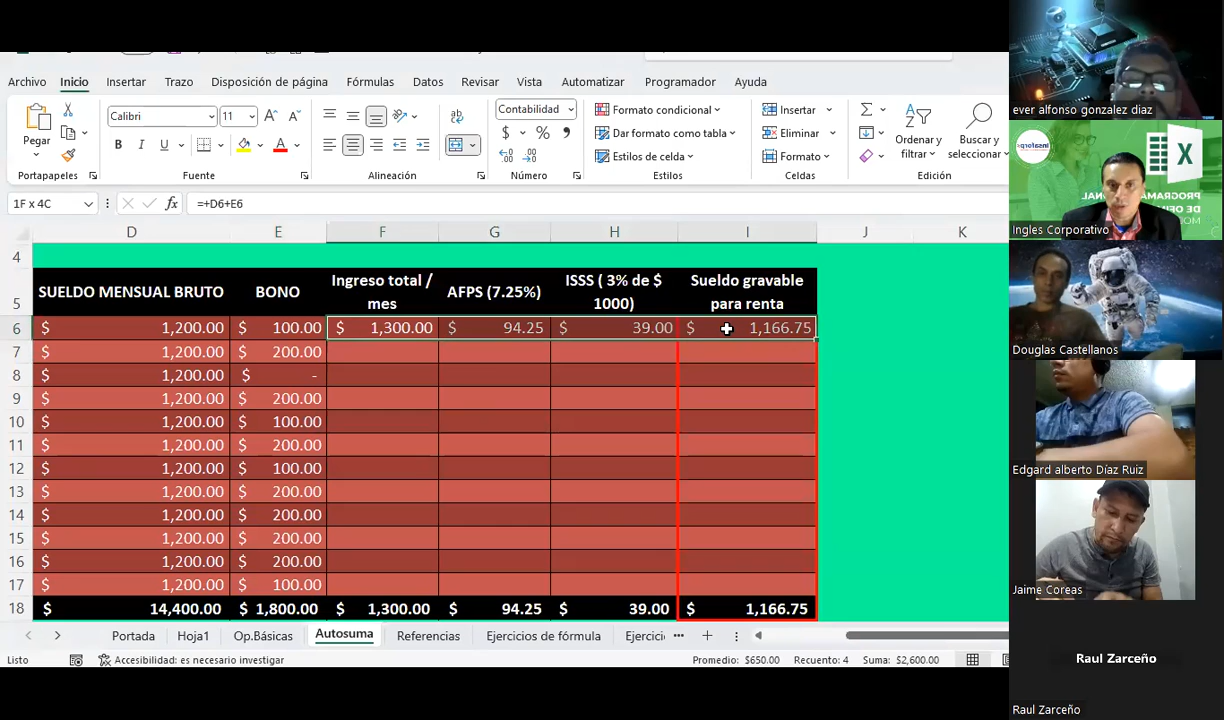 Archivo Inicio Insertar Trazo Disposición de página Fórmulas Datos Revisar Vista Automatizar Programador Ayuda
Pegar
Calibri 11
Contabilidad
Formato condicional
Dar formato como tabla
Estilos de celda
Insertar
Eliminar
Formato
Ordenar y filtrar
Buscar y seleccionar
Portapapeles Fuente Alineación Número Estilos Celdas Edición
1F x 4C fx =+D6+E6
D E F G H I J K
4
5 SUELDO MENSUAL BRUTO BONO Ingreso total / mes AFPS (7.25%) ISSS ( 3% de $ 1000) Sueldo gravable para renta
6 $ 1,200.00 $ 100.00 $ 1,300.00 $ 94.25 $ 39.00 $ 1,166.75
7 $ 1,200.00 $ 200.00
8 $ 1,200.00 $ -
9 $ 1,200.00 $ 200.00
10 $ 1,200.00 $ 100.00
11 $ 1,200.00 $ 200.00
12 $ 1,200.00 $ 100.00
13 $ 1,200.00 $ 200.00
14 $ 1,200.00 $ 200.00
15 $ 1,200.00 $ 200.00
16 $ 1,200.00 $ 200.00
17 $ 1,200.00 $ 100.00
18 $ 14,400.00 $ 1,800.00 $ 1,300.00 $ 94.25 $ 39.00 $ 1,166.75
Portada Hoja1 Op.Básicas Autosuma Referencias Ejercicios de fórmula Ejercici
Listo Accesibilidad: es necesario investigar Promedio: $650.00 Recuento: 4 Suma: $2,600.00
ever alfonso gonzalez diaz
Ingles Corporativo
Douglas Castellanos
Edgard alberto Díaz Ruiz
Jaime Coreas
Raul Zarceño
Raul Zarceño